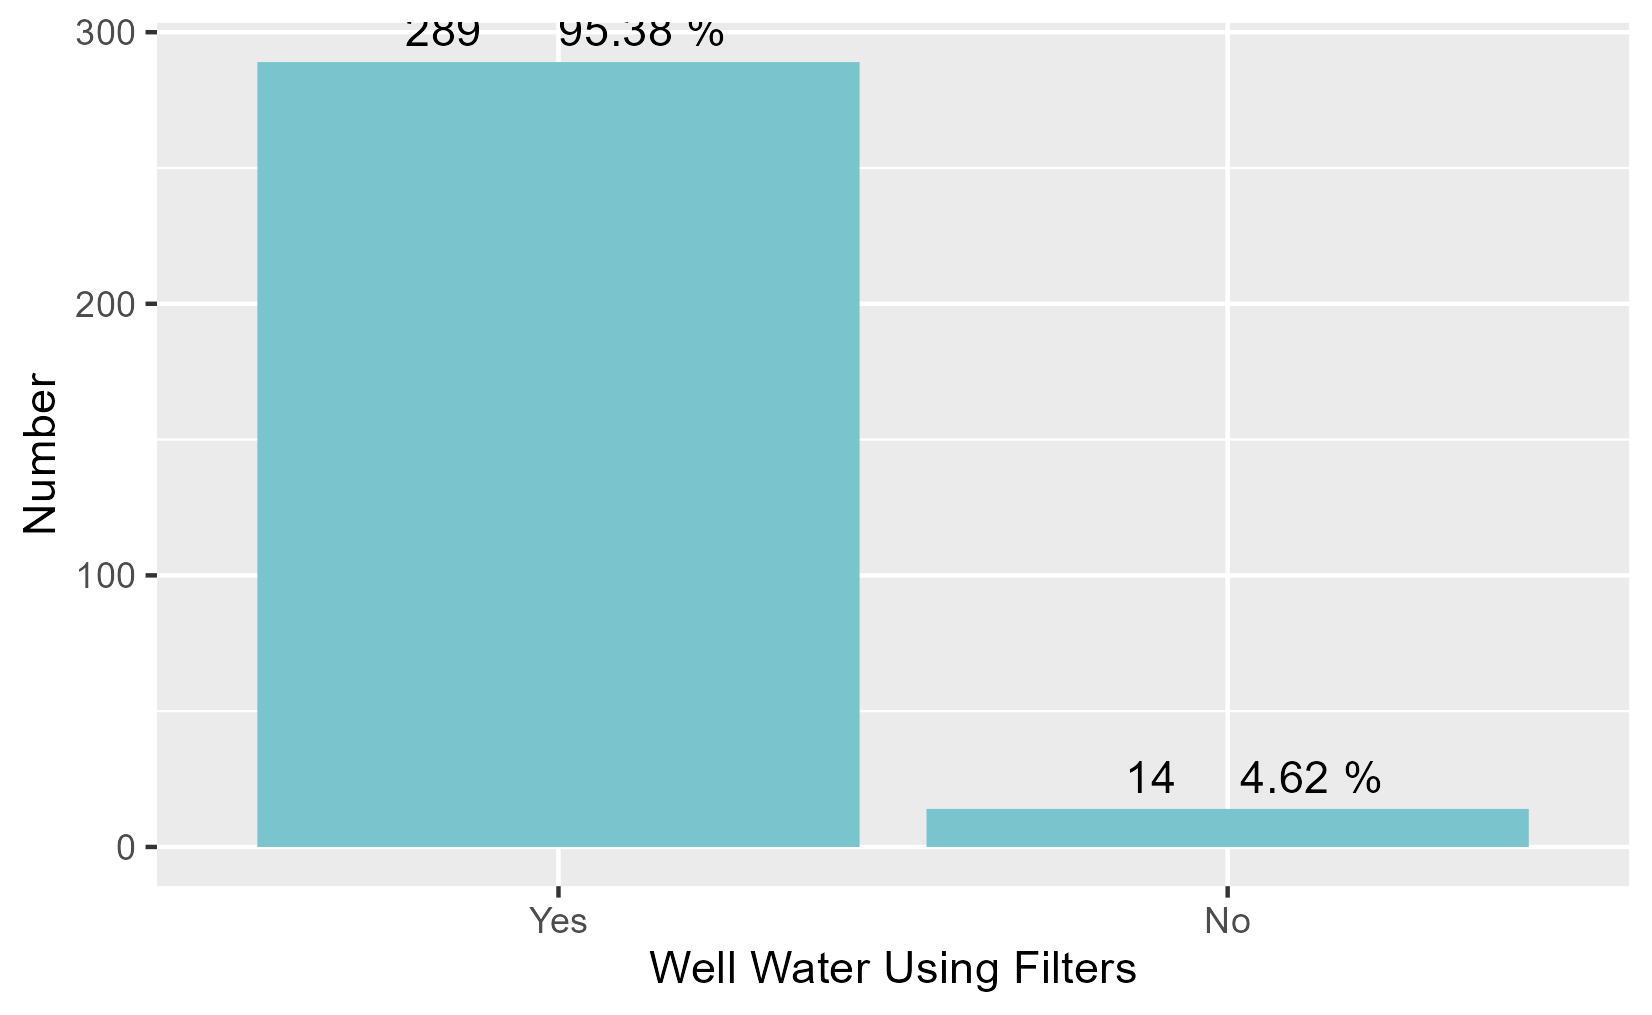 300
289 95.38 %
200
100
14 4.62 %
0
Number
Yes No
Well Water Using Filters